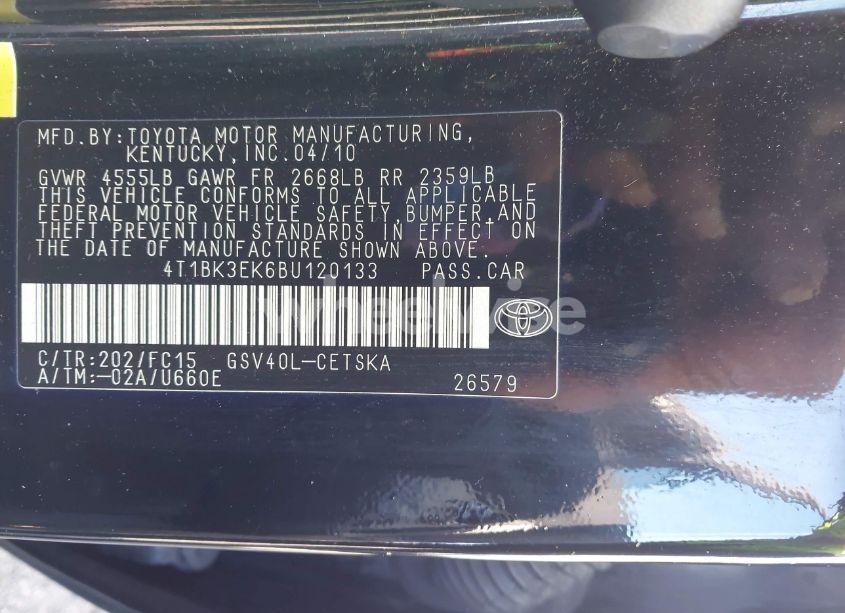 MFD.BY:TOYOTA MOTOR MANUFACTURING,
KENTUCKY,INC.04/10
GVWR 4555LB GAWR FR 2668LB RR 2359LB
THIS VEHICLE CONFORMS TO ALL APPLICABLE
FEDERAL MOTOR VEHICLE SAFETY,BUMPER,AND
THEFT PREVENTION STANDARDS IN EFFECT ON
THE DATE OF MANUFACTURE SHOWN ABOVE.
4T1BK3EK6BU120133 PASS.CAR
wheelwise
C/TR:202/FC15 GSV40L-CETSKA
A/TM:-02A/U660E 26579